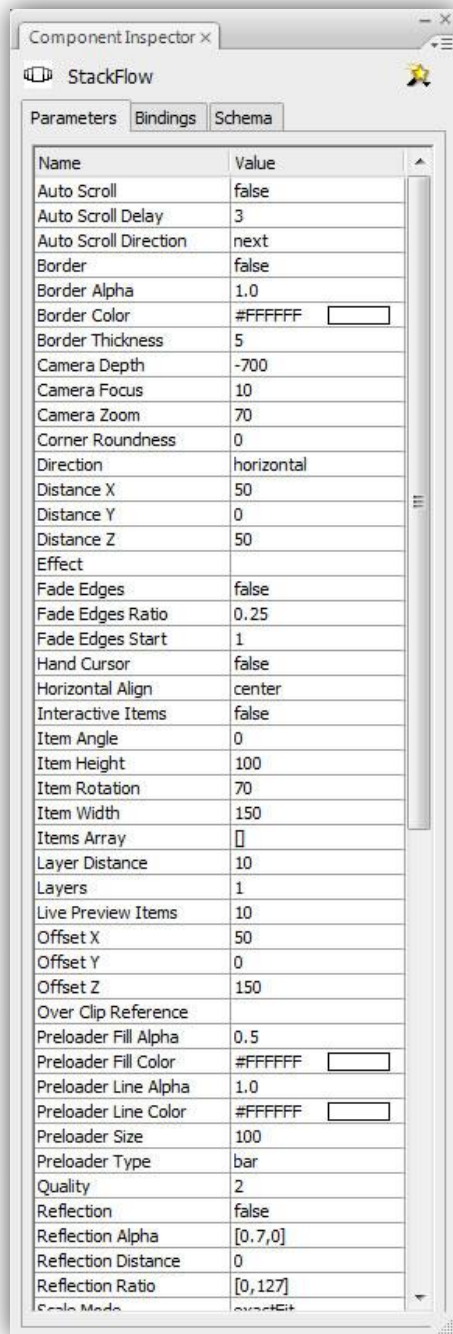 Component Inspector ×
StackFlow
Parameters Bindings Schema
Name Value
Auto Scroll false
Auto Scroll Delay 3
Auto Scroll Direction next
Border false
Border Alpha 1.0
Border Color #FFFFFF
Border Thickness 5
Camera Depth -700
Camera Focus 10
Camera Zoom 70
Corner Roundness 0
Direction horizontal
Distance X 50
Distance Y 0
Distance Z 50
Effect
Fade Edges false
Fade Edges Ratio 0.25
Fade Edges Start 1
Hand Cursor false
Horizontal Align center
Interactive Items false
Item Angle 0
Item Height 100
Item Rotation 70
Item Width 150
Items Array []
Layer Distance 10
Layers 1
Live Preview Items 10
Offset X 50
Offset Y 0
Offset Z 150
Over Clip Reference
Preloader Fill Alpha 0.5
Preloader Fill Color #FFFFFF
Preloader Line Alpha 1.0
Preloader Line Color #FFFFFF
Preloader Size 100
Preloader Type bar
Quality 2
Reflection false
Reflection Alpha [0.7,0]
Reflection Distance 0
Reflection Ratio [0,127]
Scale Mode exactFit